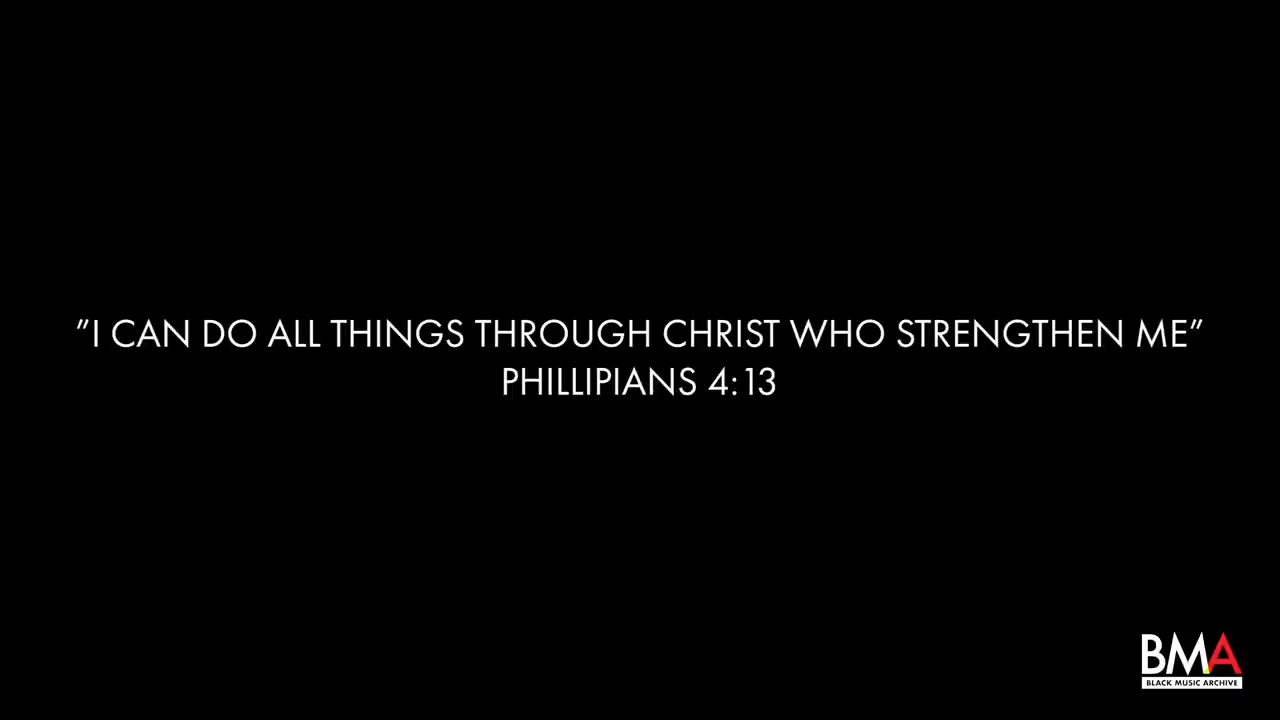 ”I CAN DO ALL THINGS THROUGH CHRIST WHO STRENGTHEN ME”
PHILLIPIANS 4:13
BMA
BLACK MUSIC ARCHIVE